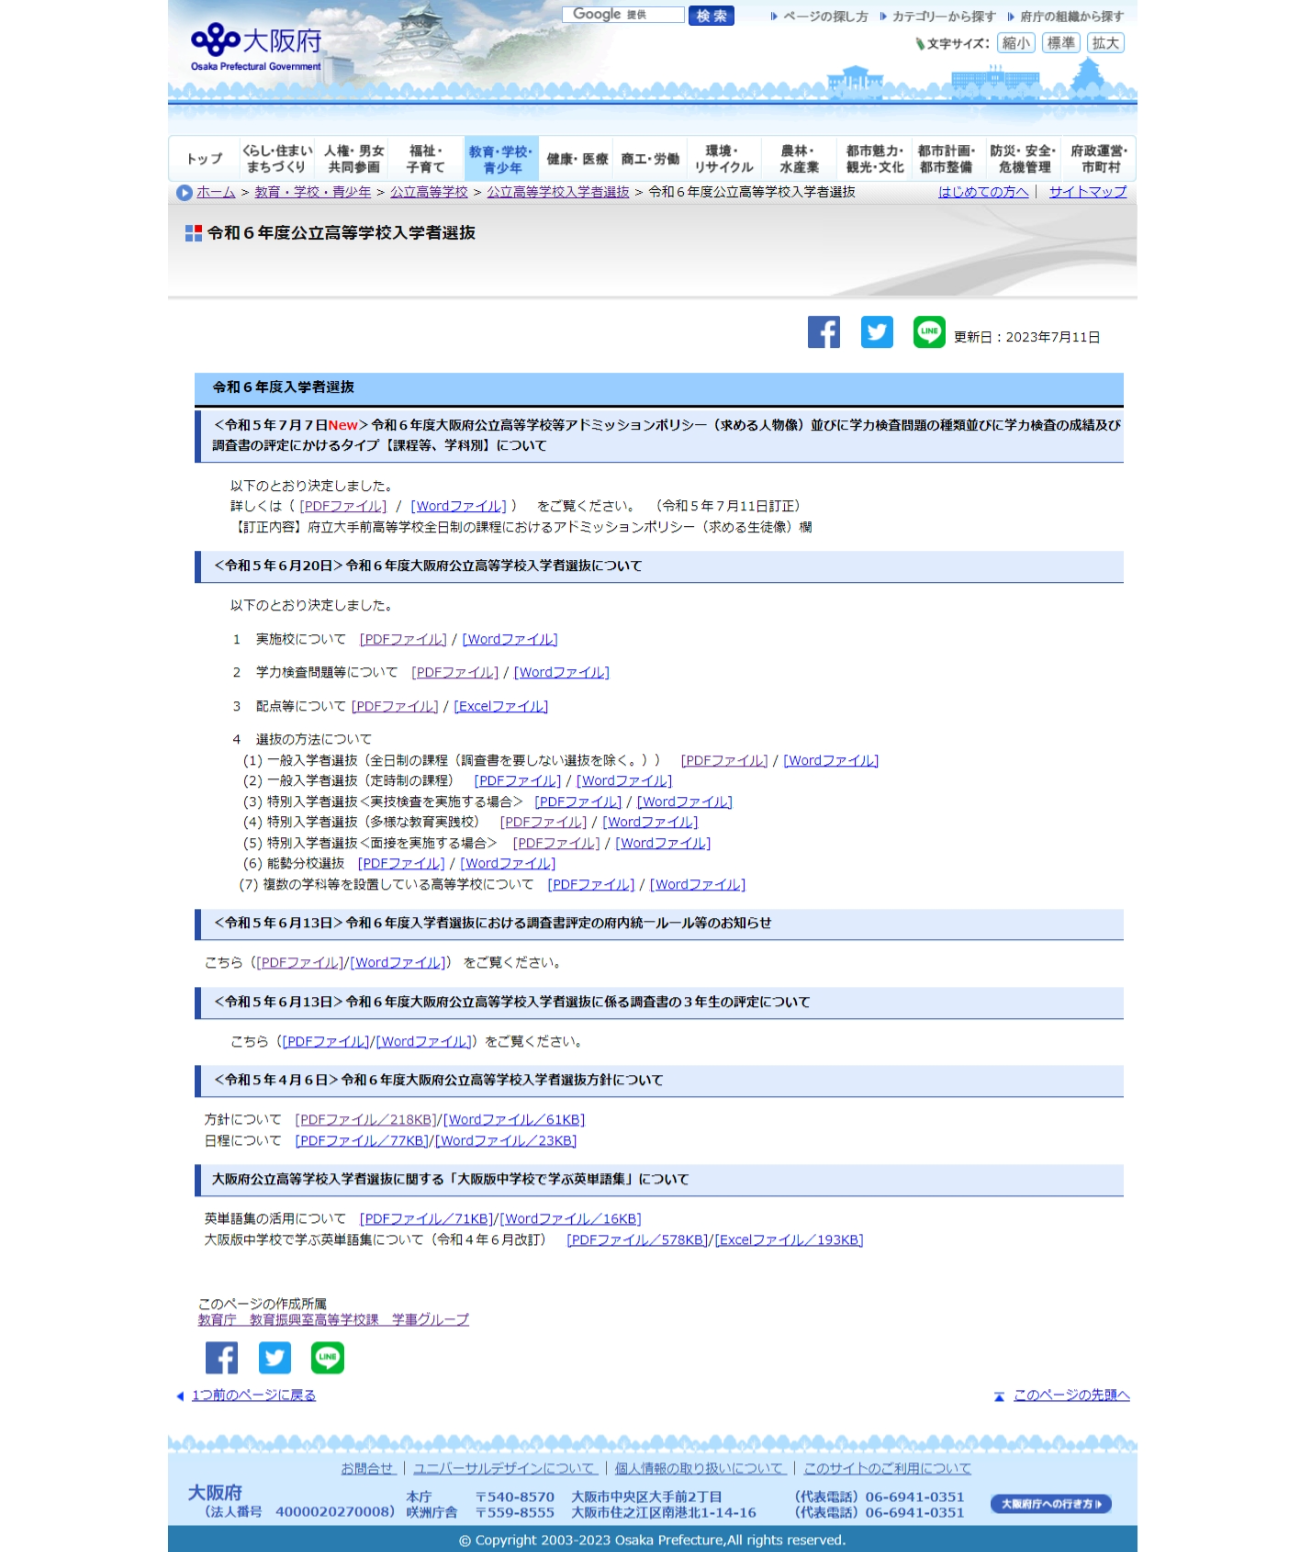 Google 提供 検索 ページの探し方 カテゴリーから探す 府庁の組織から探す
大阪府
Osaka Prefectural Government
文字サイズ： 縮小 標準 拡大
トップ くらし・住まい まちづくり 人権・男女 共同参画 福祉・ 子育て 教育・学校・ 青少年 健康・医療 商工・労働 環境・ リサイクル 農林・ 水産業 都市魅力・ 観光・文化 都市計画・ 都市整備 防災・安全・ 危機管理 府政運営・ 市町村
ホーム > 教育・学校・青少年 > 公立高等学校 > 公立高等学校入学者選抜 > 令和６年度公立高等学校入学者選抜 はじめての方へ | サイトマップ
令和６年度公立高等学校入学者選抜
LINE 更新日：2023年7月11日
令和６年度入学者選抜
＜令和５年７月７日New＞令和６年度大阪府公立高等学校等アドミッションポリシー（求める人物像）並びに学力検査問題の種類並びに学力検査の成績及び
調査書の評定にかけるタイプ【課程等、学科別】について
以下のとおり決定しました。
詳しくは（ [PDFファイル] / [Wordファイル] ） をご覧ください。 （令和５年７月11日訂正）
【訂正内容】府立大手前高等学校全日制の課程におけるアドミッションポリシー（求める生徒像）欄
＜令和５年６月20日＞令和６年度大阪府公立高等学校入学者選抜について
以下のとおり決定しました。
1 実施校について [PDFファイル] / [Wordファイル]
2 学力検査問題等について [PDFファイル] / [Wordファイル]
3 配点等について [PDFファイル] / [Excelファイル]
4 選抜の方法について
(1) 一般入学者選抜（全日制の課程（調査書を要しない選抜を除く。）） [PDFファイル] / [Wordファイル]
(2) 一般入学者選抜（定時制の課程） [PDFファイル] / [Wordファイル]
(3) 特別入学者選抜＜実技検査を実施する場合＞ [PDFファイル] / [Wordファイル]
(4) 特別入学者選抜（多様な教育実践校） [PDFファイル] / [Wordファイル]
(5) 特別入学者選抜＜面接を実施する場合＞ [PDFファイル] / [Wordファイル]
(6) 能勢分校選抜 [PDFファイル] / [Wordファイル]
(7) 複数の学科等を設置している高等学校について [PDFファイル] / [Wordファイル]
＜令和５年６月13日＞令和６年度入学者選抜における調査書評定の府内統一ルール等のお知らせ
こちら（[PDFファイル]/[Wordファイル]） をご覧ください。
＜令和５年６月13日＞令和６年度大阪府公立高等学校入学者選抜に係る調査書の３年生の評定について
こちら（[PDFファイル]/[Wordファイル]）をご覧ください。
＜令和５年４月６日＞令和６年度大阪府公立高等学校入学者選抜方針について
方針について [PDFファイル／218KB]/[Wordファイル／61KB]
日程について [PDFファイル／77KB]/[Wordファイル／23KB]
大阪府公立高等学校入学者選抜に関する「大阪版中学校で学ぶ英単語集」について
英単語集の活用について [PDFファイル／71KB]/[Wordファイル／16KB]
大阪版中学校で学ぶ英単語集について（令和４年６月改訂） [PDFファイル／578KB]/[Excelファイル／193KB]
このページの作成所属
教育庁 教育振興室高等学校課 学事グループ
LINE
1つ前のページに戻る このページの先頭へ
お問合せ | ユニバーサルデザインについて | 個人情報の取り扱いについて | このサイトのご利用について
大阪府 本庁 〒540-8570 大阪市中央区大手前2丁目 （代表電話）06-6941-0351
（法人番号 4000020270008） 咲洲庁舎 〒559-8555 大阪市住之江区南港北1-14-16 （代表電話）06-6941-0351
大阪府庁への行き方
© Copyright 2003-2023 Osaka Prefecture,All rights reserved.